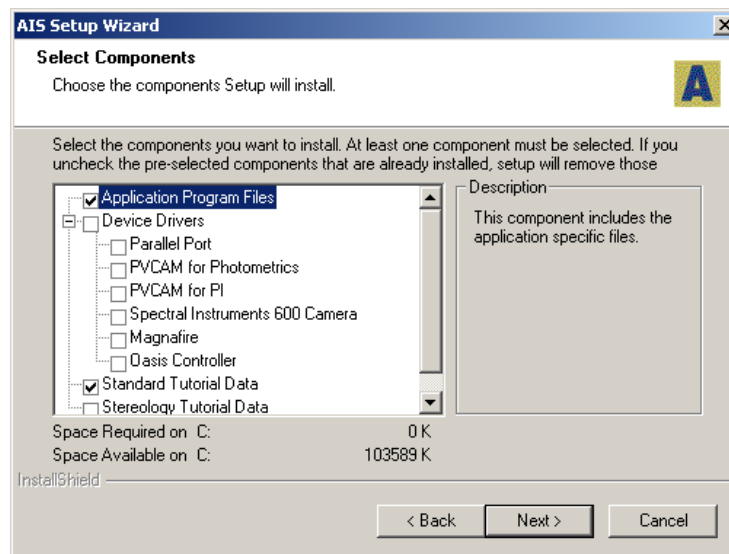 AIS Setup Wizard
Select Components
Choose the components Setup will install.
A
Select the components you want to install. At least one component must be selected. If you
uncheck the pre-selected components that are already installed, setup will remove those
Application Program Files
Device Drivers
Parallel Port
PVCAM for Photometrics
PVCAM for PI
Spectral Instruments 600 Camera
Magnafire
Oasis Controller
Standard Tutorial Data
Stereology Tutorial Data
Description
This component includes the
application specific files.
Space Required on C: 0 K
Space Available on C: 103589 K
InstallShield
< Back Next > Cancel